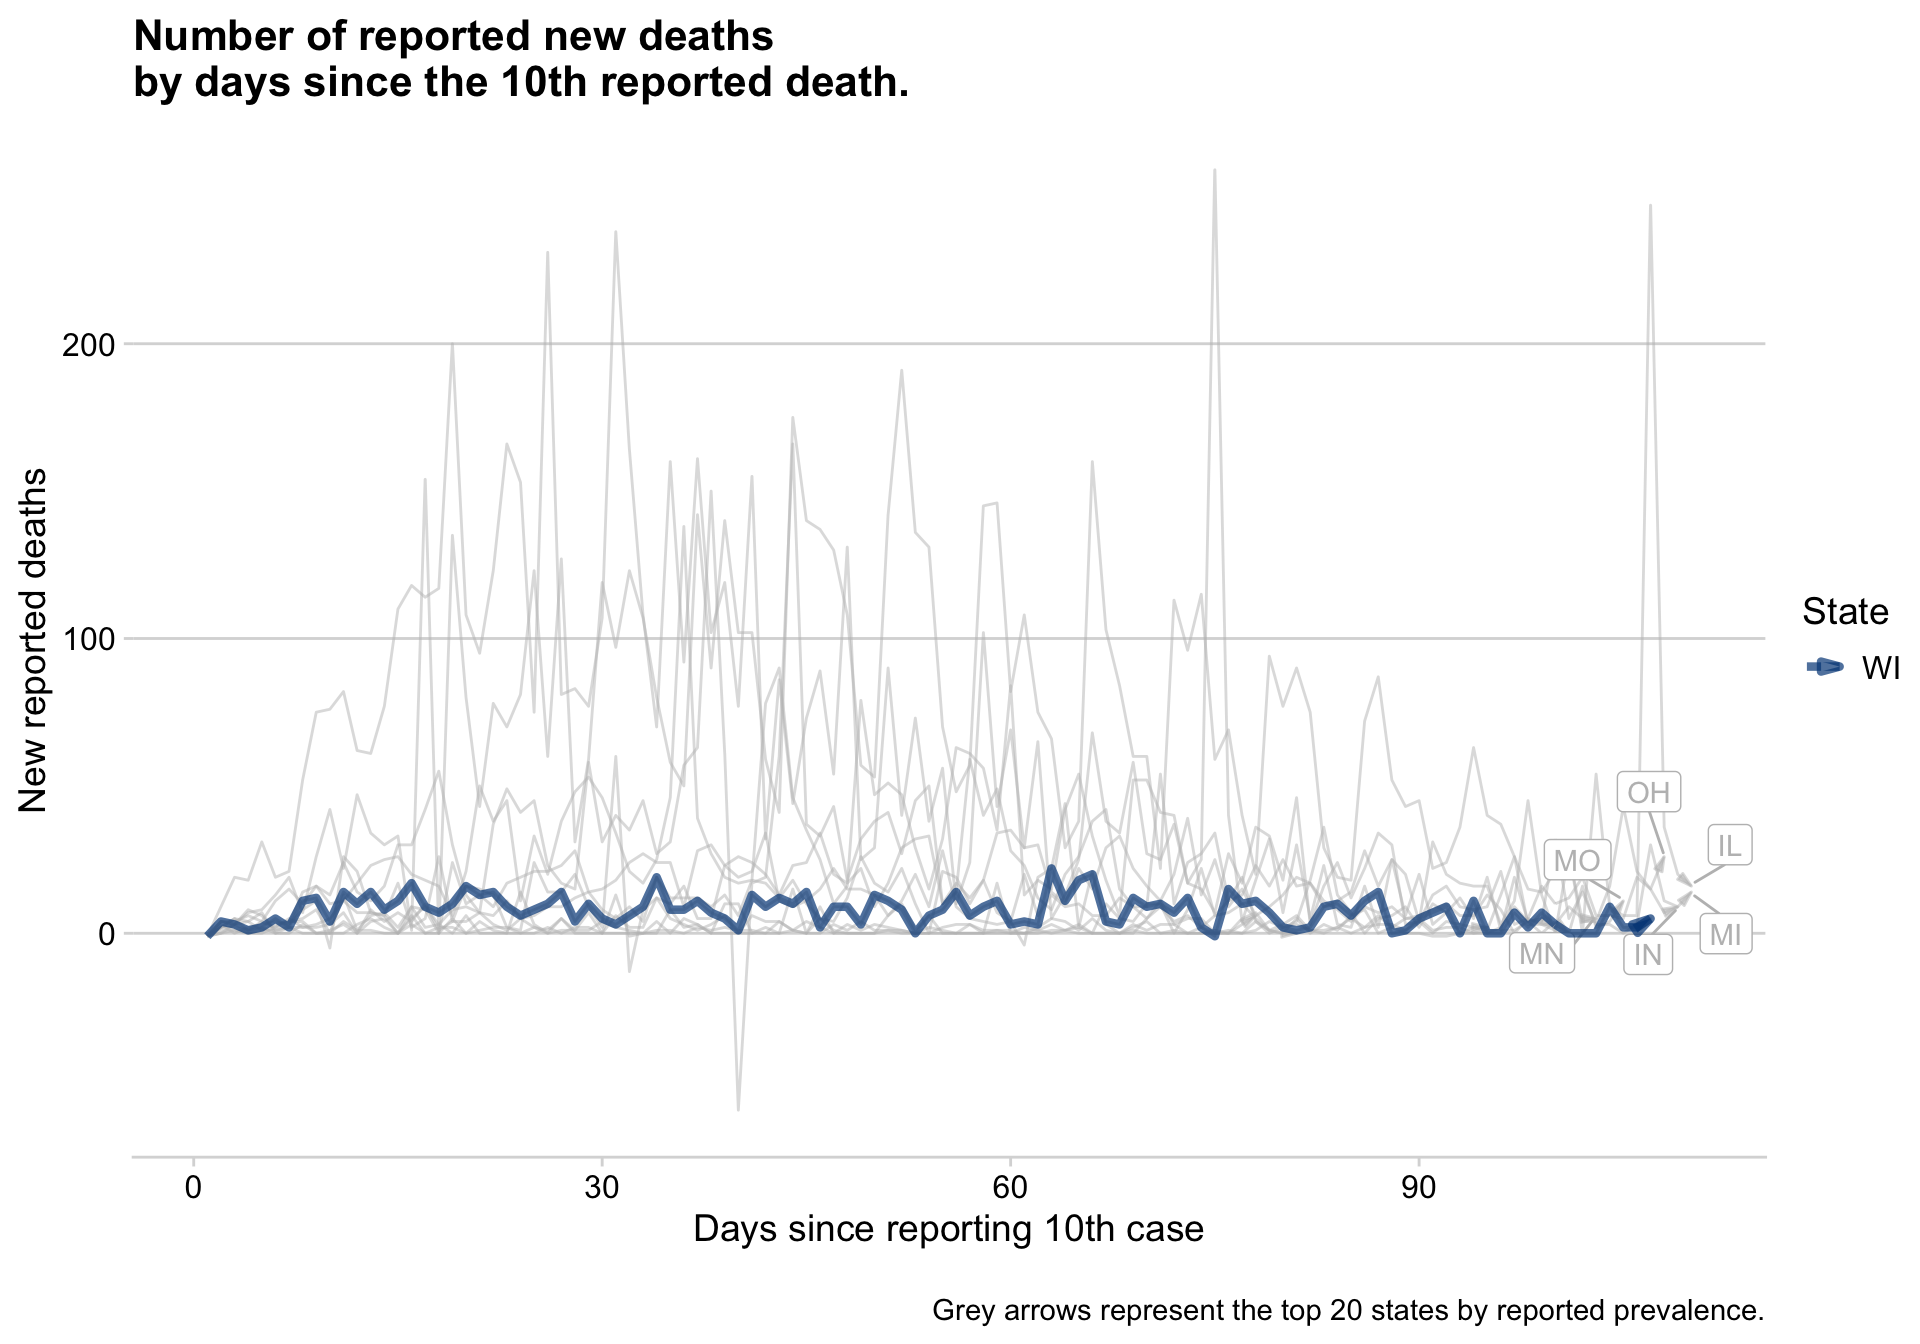 Number of reported new deaths
by days since the 10th reported death.
New reported deaths
200
100
0
OH
IL
MO
MI
MN
IN
State
WI
0
30
60
90
Days since reporting 10th case
Grey arrows represent the top 20 states by reported prevalence.